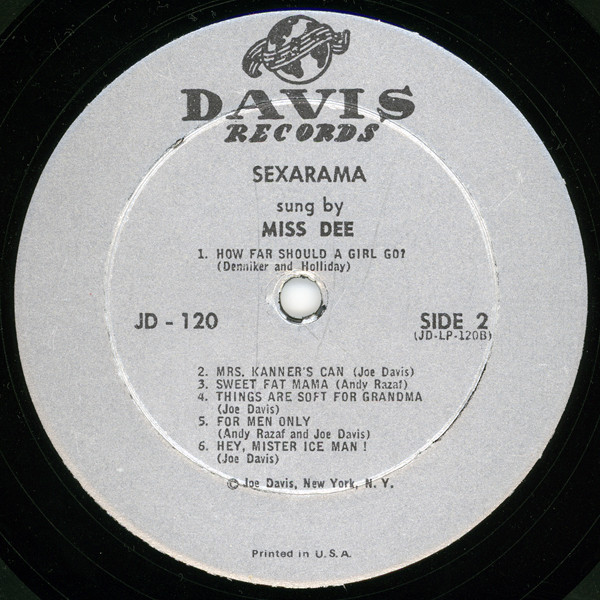 DAVIS
RECORDS
SEXARAMA
sung by
MISS DEE
1. HOW FAR SHOULD A GIRL GO?
(Denniker and Holliday)
JD - 120
SIDE 2
(JD-LP-120B)
2. MRS. KANNER'S CAN (Joe Davis)
3. SWEET FAT MAMA (Andy Razaf)
4. THINGS ARE SOFT FOR GRANDMA
(Joe Davis)
5. FOR MEN ONLY
(Andy Razaf and Joe Davis)
6. HEY, MISTER ICE MAN !
(Joe Davis)
© Joe Davis, New York, N. Y.
Printed in U. S. A.